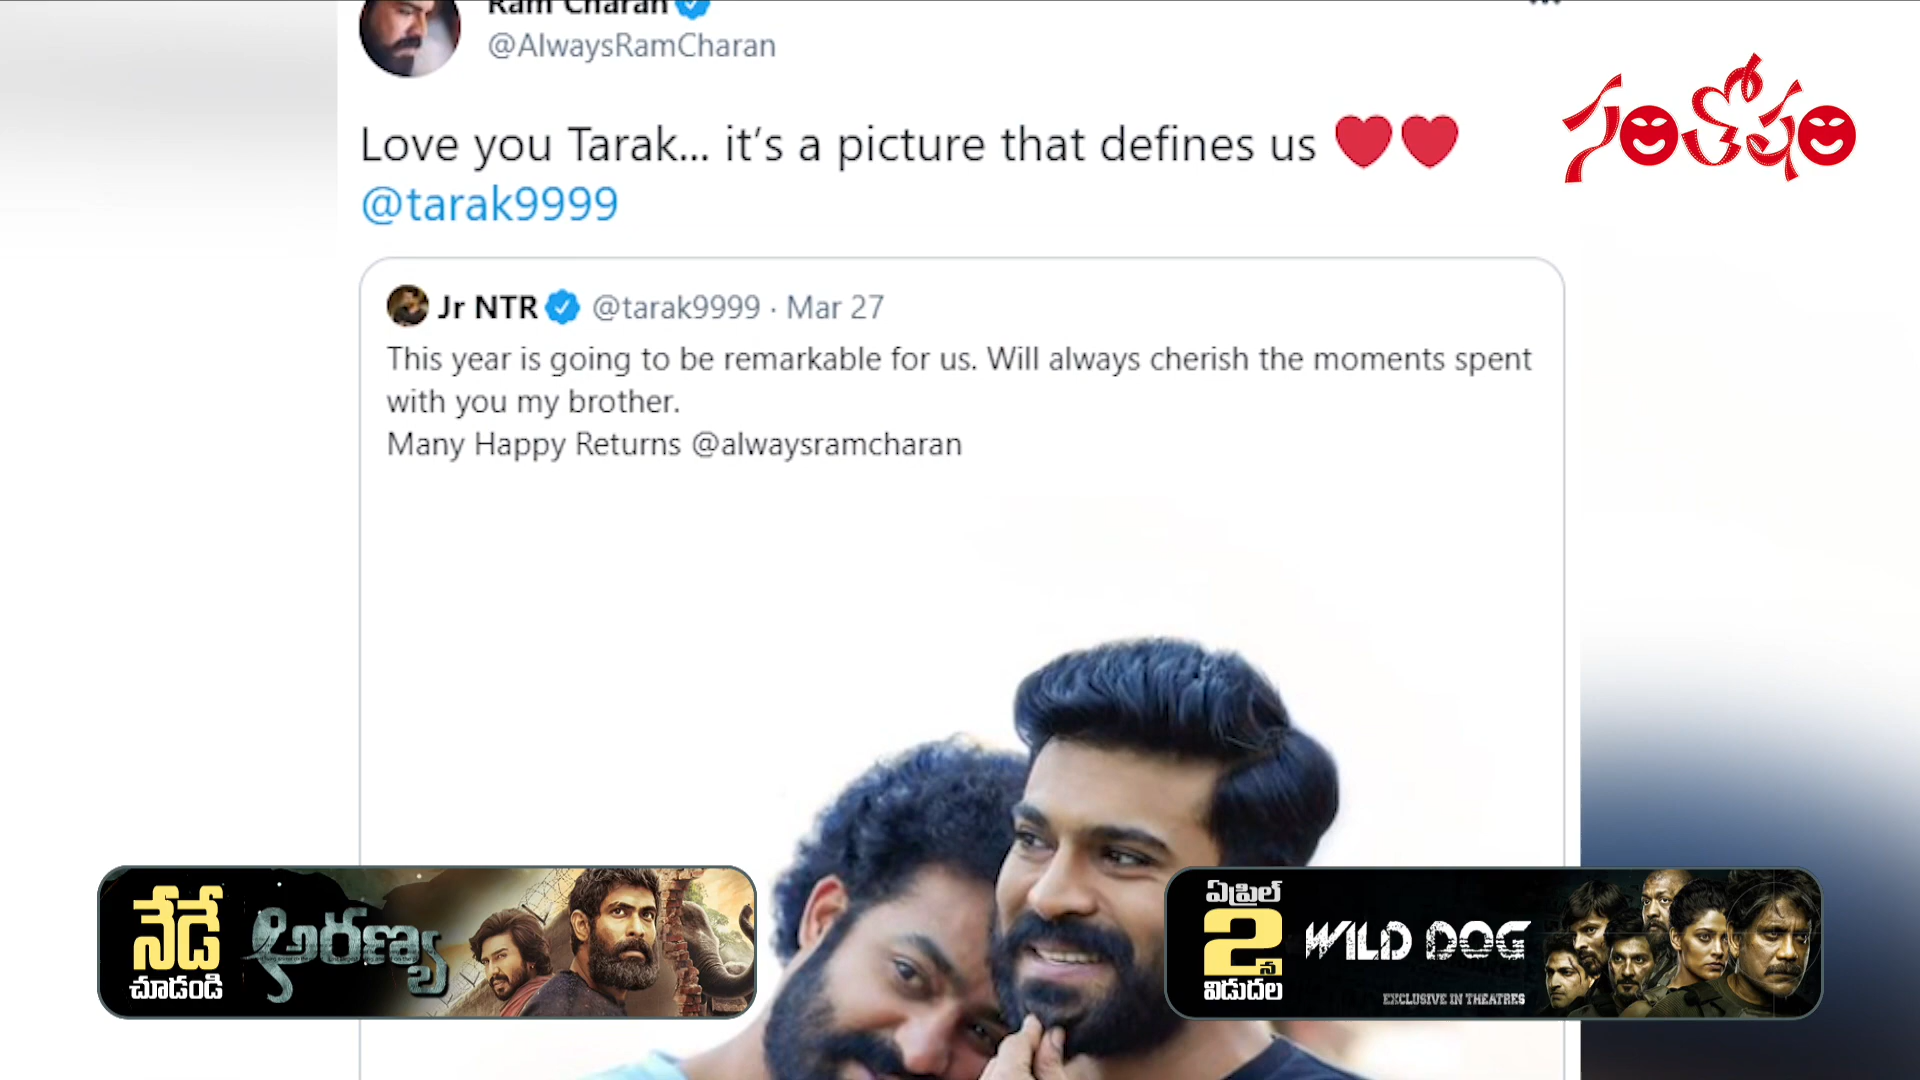 Ram Charan
@AlwaysRamCharan
సంతోషం
Love you Tarak... it's a picture that defines us ❤❤
@tarak9999
Jr NTR @tarak9999 · Mar 27
This year is going to be remarkable for us. Will always cherish the moments spent
with you my brother.
Many Happy Returns @alwaysramcharan
నేడే
చూడండి
అరణ్య
ఏప్రిల్
2న
విడుదల
WILD DOG
EXCLUSIVE IN THEATRES